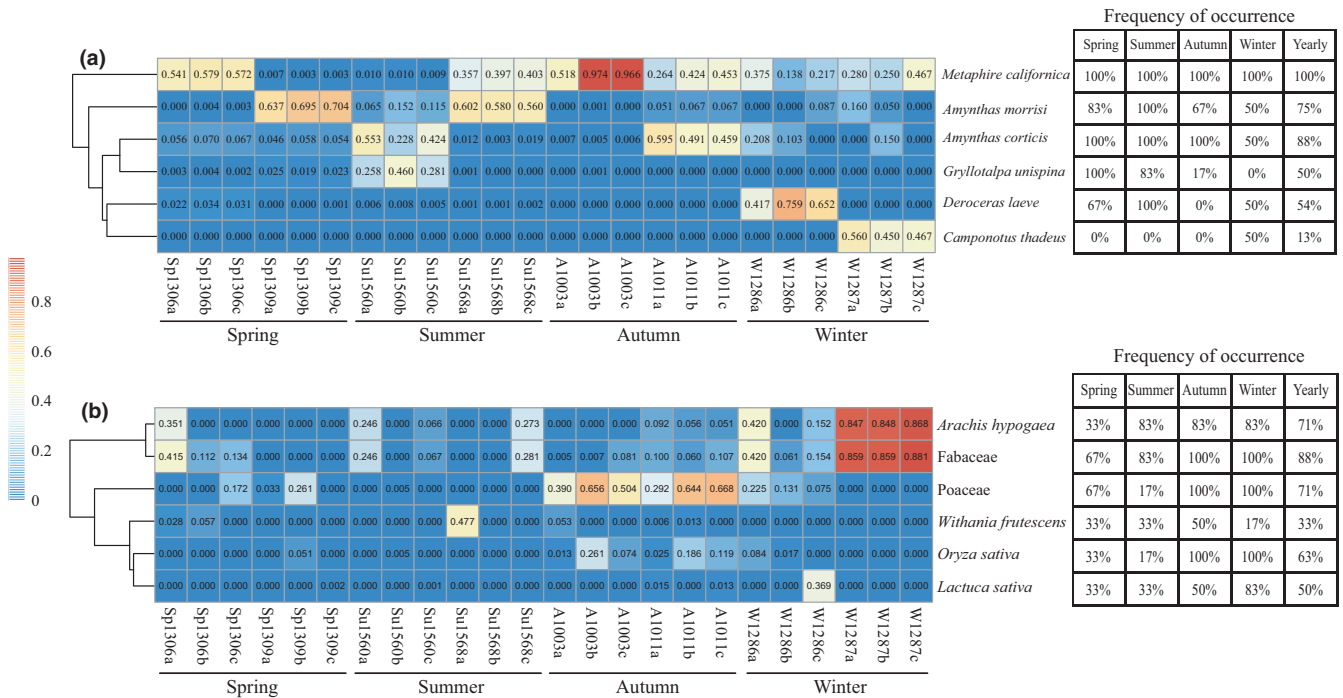 Frequency of occurrence
(a)
Spring Summer Autumn Winter Yearly
0.541 0.579 0.572 0.007 0.003 0.003 0.010 0.010 0.009 0.357 0.397 0.403 0.518 0.974 0.966 0.264 0.424 0.453 0.375 0.138 0.217 0.280 0.250 0.467 Metaphire californica 100% 100% 100% 100% 100%
0.000 0.004 0.003 0.637 0.695 0.704 0.065 0.152 0.115 0.602 0.580 0.560 0.000 0.001 0.000 0.051 0.067 0.067 0.000 0.000 0.087 0.160 0.050 0.000 Amynthas morrisi 83% 100% 67% 50% 75%
0.056 0.070 0.067 0.046 0.058 0.054 0.553 0.228 0.424 0.012 0.003 0.019 0.007 0.005 0.006 0.595 0.491 0.459 0.208 0.103 0.000 0.000 0.150 0.000 Amynthas corticis 100% 100% 100% 50% 88%
0.003 0.004 0.002 0.025 0.019 0.023 0.258 0.460 0.281 0.001 0.000 0.000 0.001 0.000 0.000 0.000 0.000 0.000 0.000 0.000 0.000 0.000 0.000 0.000 Gryllotalpa unispina 100% 83% 17% 0% 50%
0.022 0.034 0.031 0.000 0.000 0.001 0.006 0.008 0.005 0.001 0.001 0.002 0.000 0.000 0.000 0.000 0.000 0.000 0.417 0.759 0.652 0.000 0.000 0.000 Deroceras laeve 67% 100% 0% 50% 54%
0.000 0.000 0.000 0.000 0.000 0.000 0.000 0.000 0.000 0.000 0.000 0.000 0.000 0.000 0.000 0.000 0.000 0.000 0.000 0.000 0.000 0.560 0.450 0.467 Camponotus thadeus 0% 0% 0% 50% 13%
Sp1306a Sp1306b Sp1306c Sp1309a Sp1309b Sp1309c Su1560a Su1560b Su1560c Su1568a Su1568b Su1568c A1003a A1003b A1003c A1011a A1011b A1011c W1286a W1286b W1286c W1287a W1287b W1287c
Spring Summer Autumn Winter
0.8
0.6
0.4
0.2
0
Frequency of occurrence
(b)
Spring Summer Autumn Winter Yearly
0.351 0.000 0.000 0.000 0.000 0.000 0.246 0.000 0.066 0.000 0.000 0.273 0.000 0.000 0.000 0.092 0.056 0.051 0.420 0.000 0.152 0.847 0.848 0.868 Arachis hypogaea 33% 83% 83% 83% 71%
0.415 0.112 0.134 0.000 0.000 0.000 0.246 0.000 0.067 0.000 0.000 0.281 0.005 0.007 0.081 0.100 0.060 0.107 0.420 0.061 0.154 0.859 0.859 0.881 Fabaceae 67% 83% 100% 100% 88%
0.000 0.000 0.172 0.033 0.261 0.000 0.000 0.005 0.000 0.000 0.000 0.000 0.390 0.656 0.504 0.292 0.644 0.668 0.225 0.131 0.075 0.000 0.000 0.000 Poaceae 67% 17% 100% 100% 71%
0.028 0.057 0.000 0.000 0.000 0.000 0.000 0.000 0.000 0.477 0.000 0.000 0.053 0.000 0.000 0.006 0.013 0.000 0.000 0.000 0.000 0.000 0.000 0.000 Withania frutescens 33% 33% 50% 17% 33%
0.000 0.000 0.000 0.000 0.051 0.000 0.000 0.005 0.000 0.000 0.000 0.000 0.013 0.261 0.074 0.025 0.186 0.119 0.084 0.017 0.000 0.000 0.000 0.000 Oryza sativa 33% 17% 100% 100% 63%
0.000 0.000 0.000 0.000 0.000 0.002 0.000 0.000 0.001 0.000 0.000 0.000 0.000 0.000 0.000 0.015 0.000 0.013 0.000 0.000 0.369 0.000 0.000 0.000 Lactuca sativa 33% 33% 50% 83% 50%
Sp1306a Sp1306b Sp1306c Sp1309a Sp1309b Sp1309c Su1560a Su1560b Su1560c Su1568a Su1568b Su1568c A1003a A1003b A1003c A1011a A1011b A1011c W1286a W1286b W1286c W1287a W1287b W1287c
Spring Summer Autumn Winter